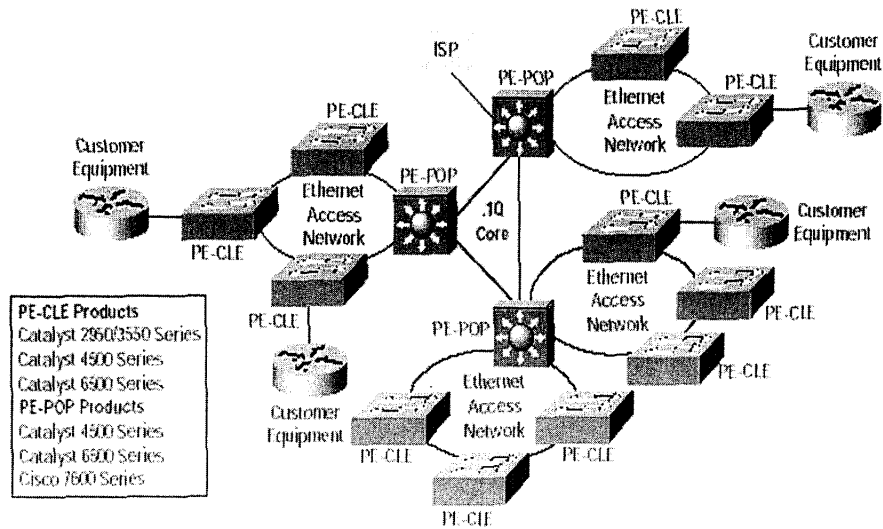 PE-CLE
ISP
PE-POP
Customer
Equipment
PE-CLE
Ethernet
Access
Network
PE-CLE
Customer
Equipment
PE-POP
Ethernet
Access
Network
PE-CLE
.1Q
Core
PE-CLE
Customer
Equipment
PE-CLE
Ethernet
Access
Network
PE-CLE
PE-POP
PE-CLE
Customer
Equipment
Ethernet
Access
Network
PE-CLE
PE-CLE
PE-CLE
PE-CLE Products
Catalyst 2950/3550 Series
Catalyst 4500 Series
Catalyst 6500 Series
PE-POP Products
Catalyst 4500 Series
Catalyst 6500 Series
Cisco 7600 Series